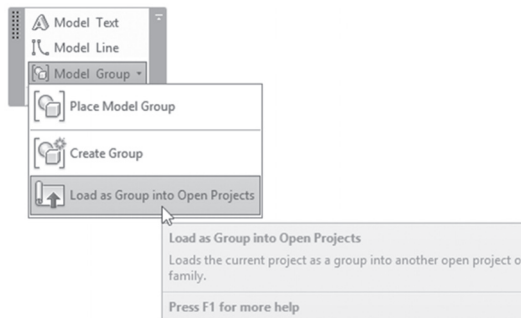 Model Text
Model Line
Model Group
Place Model Group
Create Group
Load as Group into Open Projects
Load as Group into Open Projects
Loads the current project as a group into another open project o
family.
Press F1 for more help